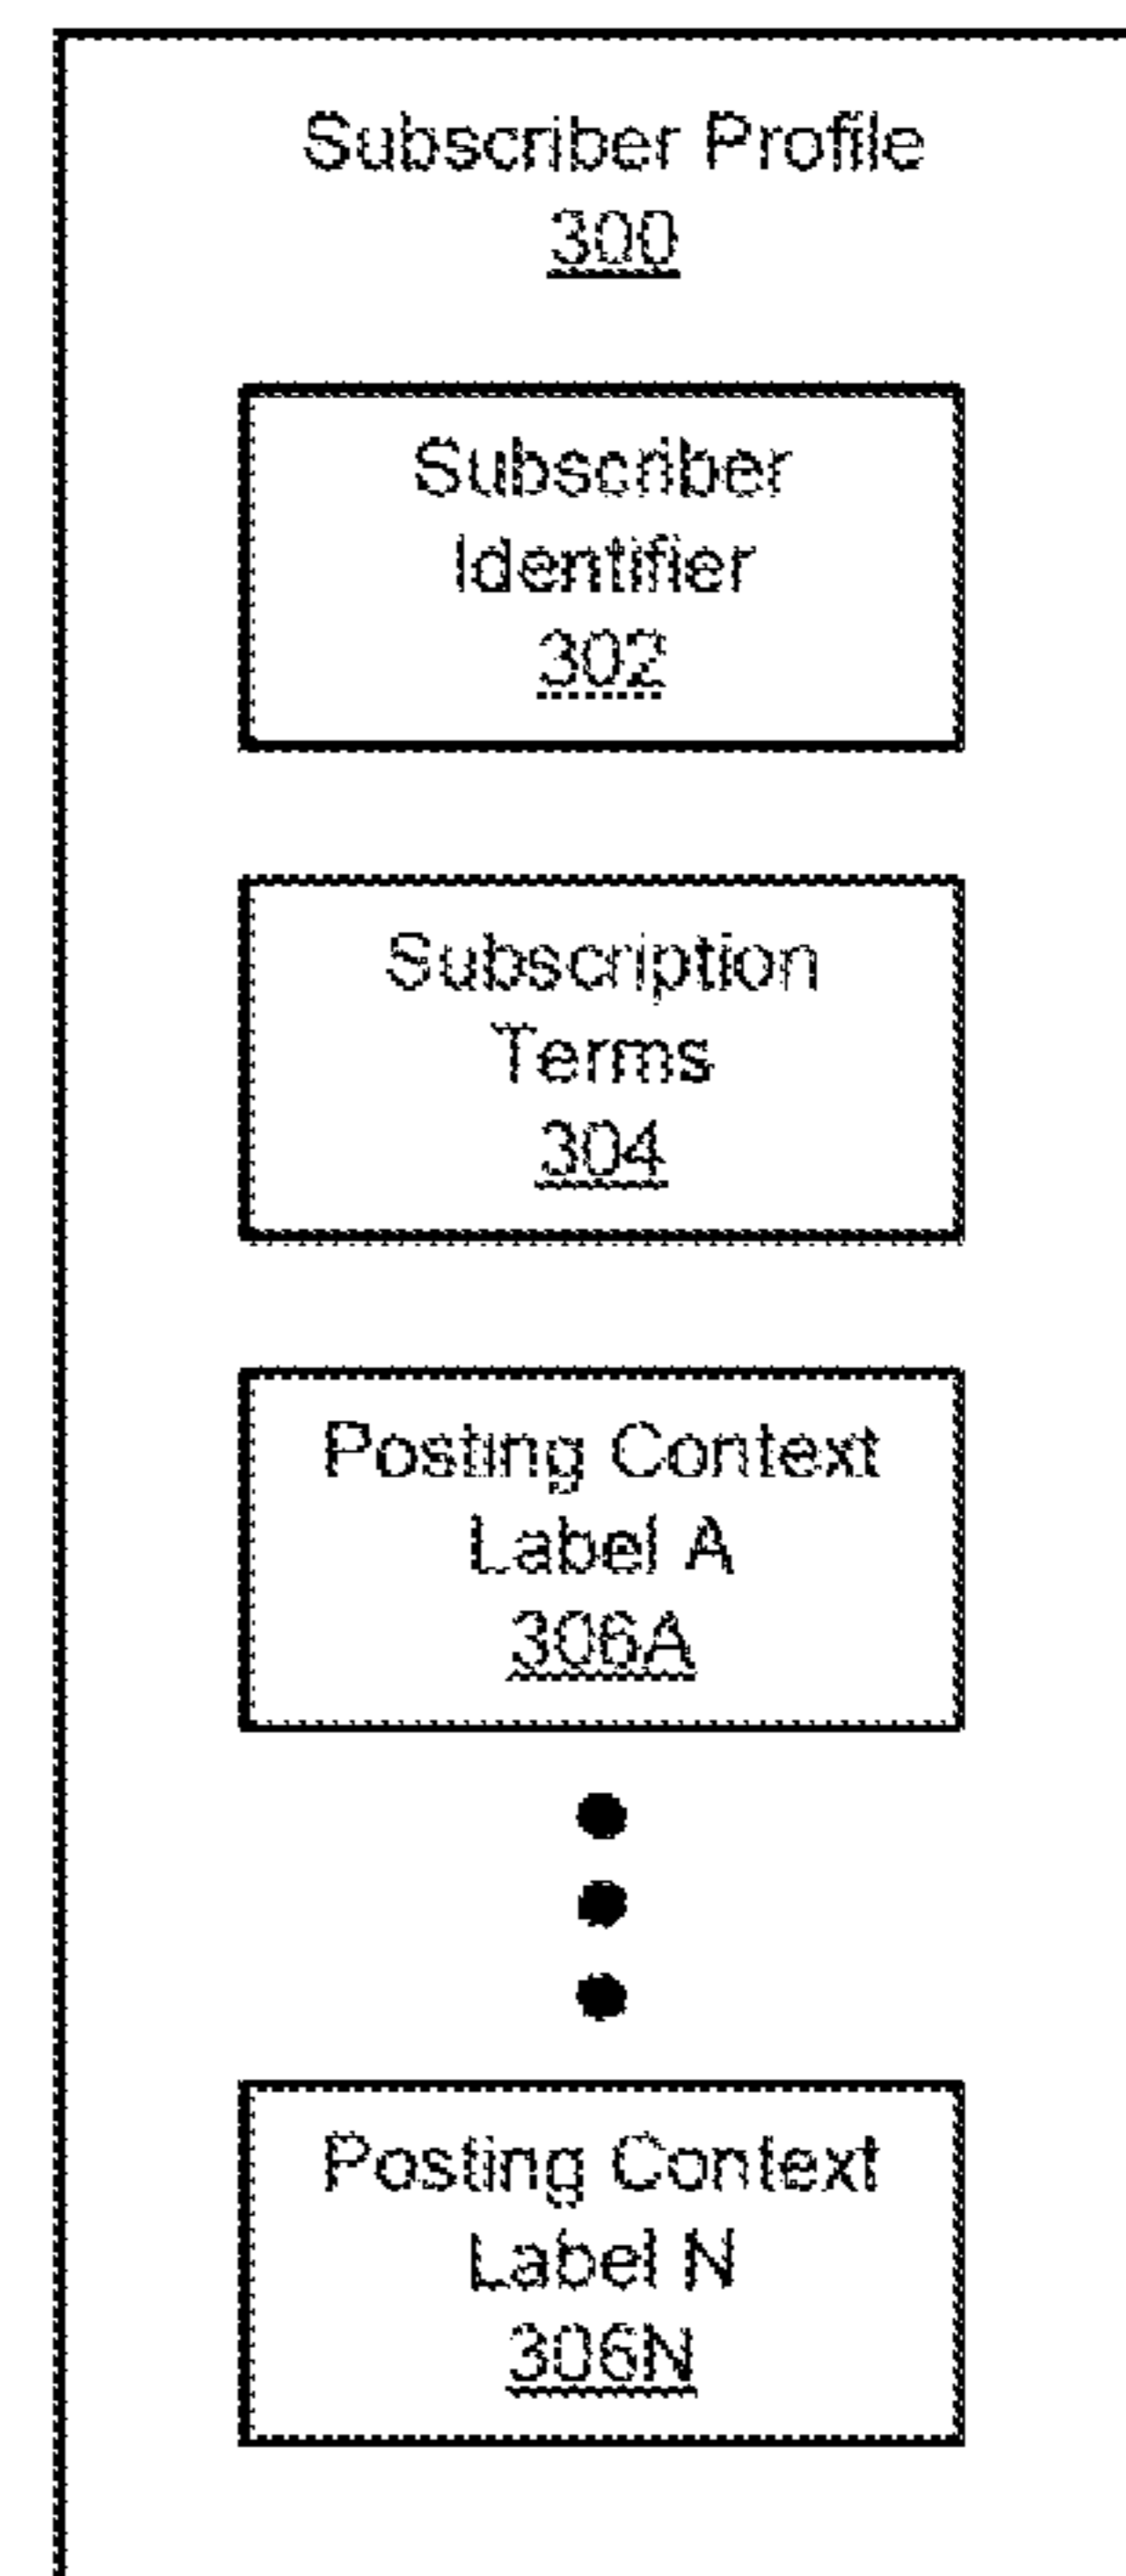 Subscriber Profile
300
Subscriber
Identifier
302
Subscription
Terms
304
Posting Context
Label A
306A
Posting Context
Label N
306N